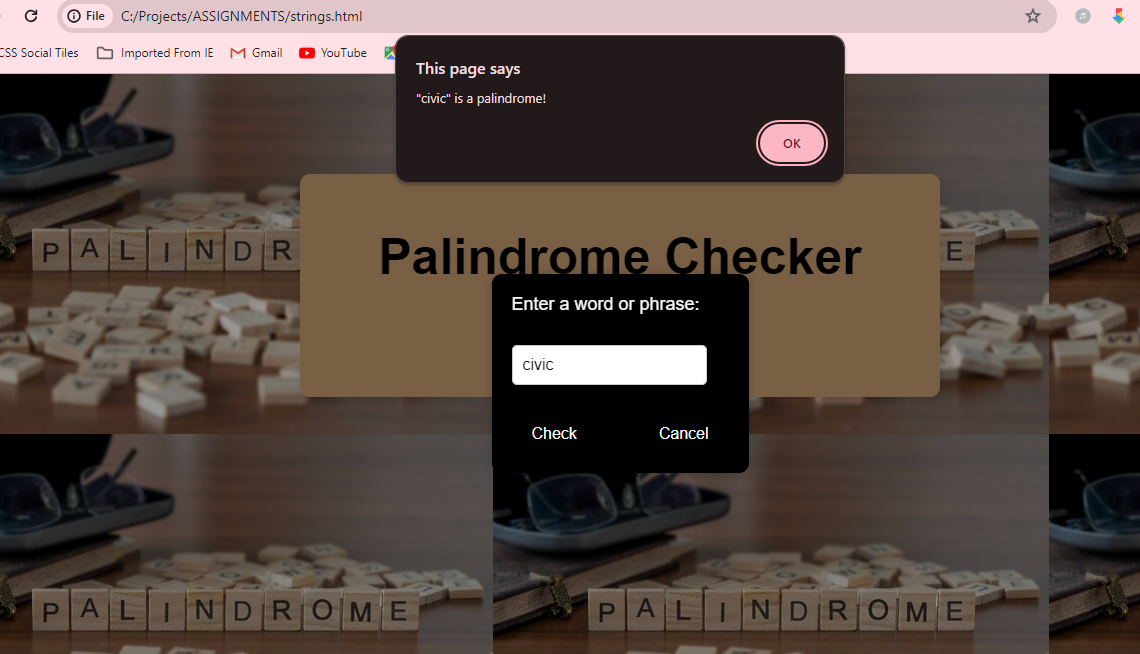 File C:/Projects/ASSIGNMENTS/strings.html
CSS Social Tiles Imported From IE Gmail YouTube
This page says
"civic" is a palindrome!
OK
PALINDR
E
Palindrome Checker
Enter a word or phrase:
civic
Check Cancel
PALINDROME
PALINDROME